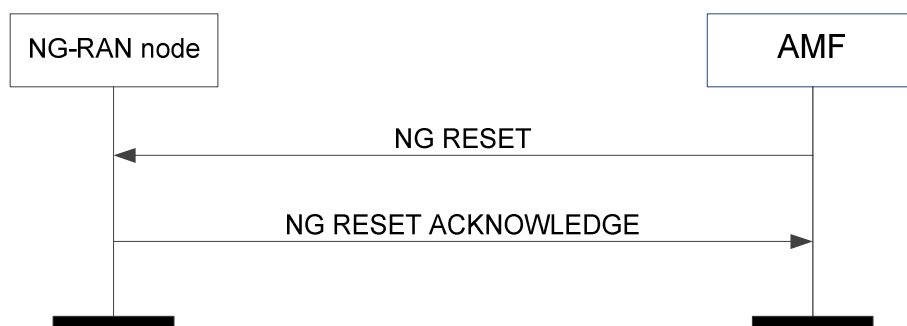 NG-RAN node
AMF
NG RESET
NG RESET ACKNOWLEDGE